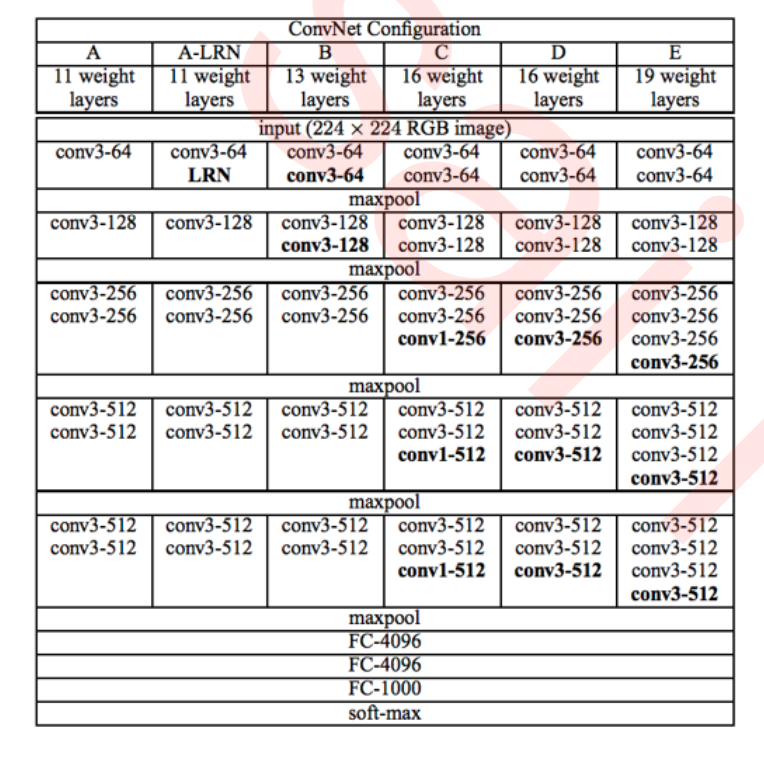 ConvNet Configuration
A A-LRN B C D E
11 weight 11 weight 13 weight 16 weight 16 weight 19 weight
layers layers layers layers layers layers
input (224 × 224 RGB image)
conv3-64 conv3-64 conv3-64 conv3-64 conv3-64 conv3-64
LRN conv3-64 conv3-64 conv3-64 conv3-64
maxpool
conv3-128 conv3-128 conv3-128 conv3-128 conv3-128 conv3-128
conv3-128 conv3-128 conv3-128 conv3-128
maxpool
conv3-256 conv3-256 conv3-256 conv3-256 conv3-256 conv3-256
conv3-256 conv3-256 conv3-256 conv3-256 conv3-256 conv3-256
conv1-256 conv3-256 conv3-256
conv3-256
maxpool
conv3-512 conv3-512 conv3-512 conv3-512 conv3-512 conv3-512
conv3-512 conv3-512 conv3-512 conv3-512 conv3-512 conv3-512
conv1-512 conv3-512 conv3-512
conv3-512
maxpool
conv3-512 conv3-512 conv3-512 conv3-512 conv3-512 conv3-512
conv3-512 conv3-512 conv3-512 conv3-512 conv3-512 conv3-512
conv1-512 conv3-512 conv3-512
conv3-512
maxpool
FC-4096
FC-4096
FC-1000
soft-max